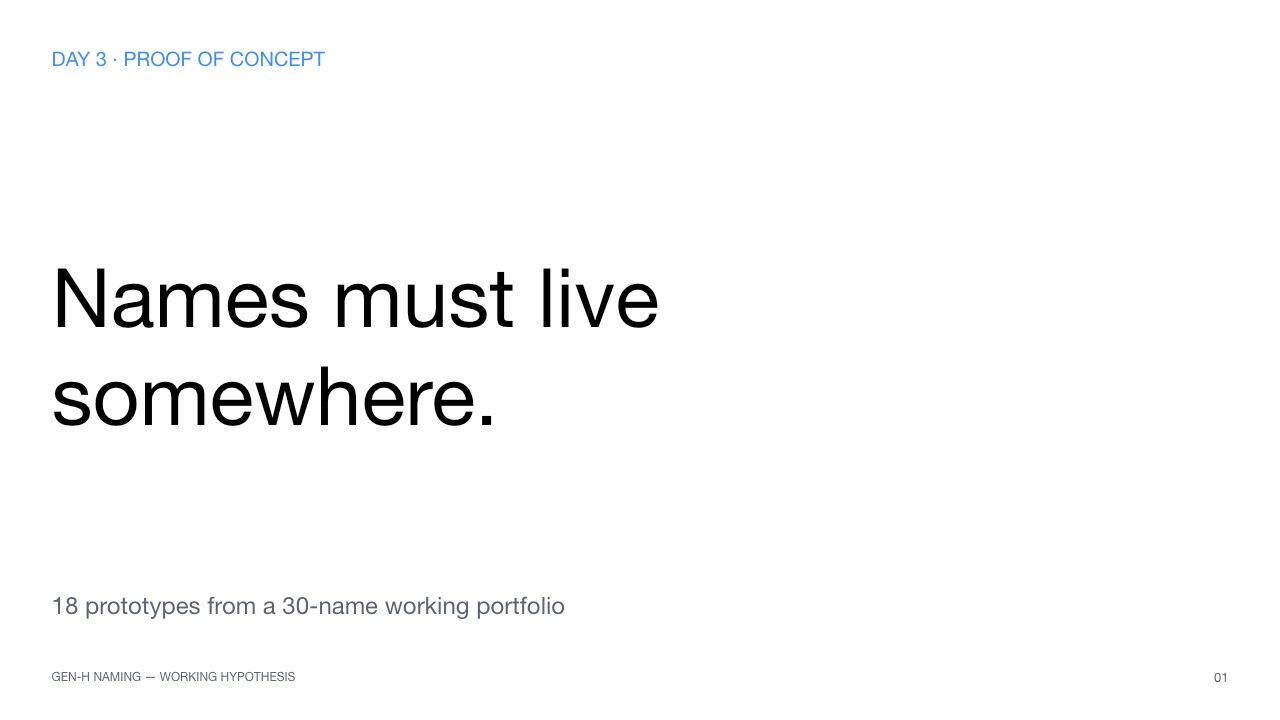 DAY 3 · PROOF OF CONCEPT
Names must live
somewhere.
18 prototypes from a 30-name working portfolio
GEN-H NAMING — WORKING HYPOTHESIS
01